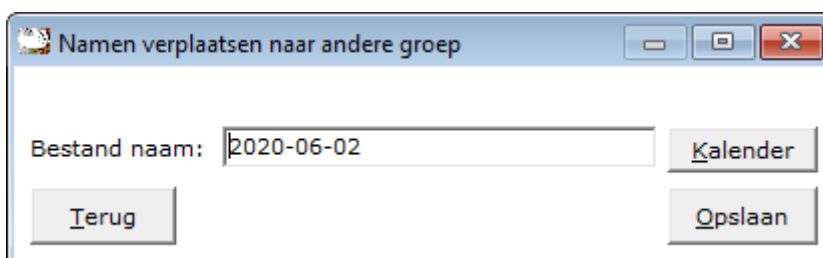 Namen verplaatsen naar andere groep
Bestand naam: 2020-06-02 Kalender
Terug Opslaan